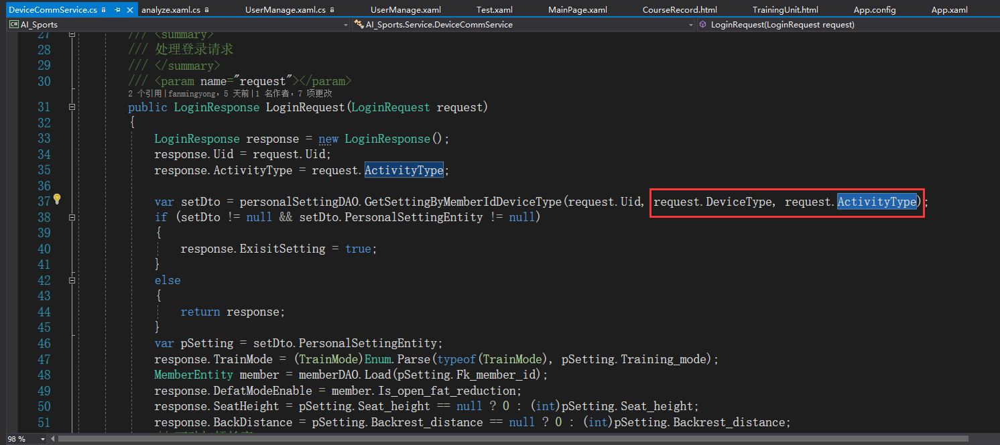 DeviceCommService.cs analyze.xaml.cs UserManage.xaml.cs UserManage.xaml Test.xaml MainPage.xaml CourseRecord.html TrainingUnit.html App.config App.xaml
C# AI_Sports AI_Sports.Service.DeviceCommService LoginRequest(LoginRequest request)
27 /// <summary>
28 /// 处理登录请求
29 /// </summary>
30 /// <param name="request"></param>
2 个引用|fanmingyong，5 天前|1 名作者，7 项更改
31 public LoginResponse LoginRequest(LoginRequest request)
32 {
33 LoginResponse response = new LoginResponse();
34 response.Uid = request.Uid;
35 response.ActivityType = request.ActivityType;
36
37 var setDto = personalSettingDAO.GetSettingByMemberIdDeviceType(request.Uid, request.DeviceType, request.ActivityType);
38 if (setDto != null && setDto.PersonalSettingEntity != null)
39 {
40 response.ExisitSetting = true;
41 }
42 else
43 {
44 return response;
45 }
46 var pSetting = setDto.PersonalSettingEntity;
47 response.TrainMode = (TrainMode)Enum.Parse(typeof(TrainMode), pSetting.Training_mode);
48 MemberEntity member = memberDAO.Load(pSetting.Fk_member_id);
49 response.DefatModeEnable = member.Is_open_fat_reduction;
50 response.SeatHeight = pSetting.Seat_height == null ? 0 : (int)pSetting.Seat_height;
51 response.BackDistance = pSetting.Backrest_distance == null ? 0 : (int)pSetting.Backrest_distance;
98 %